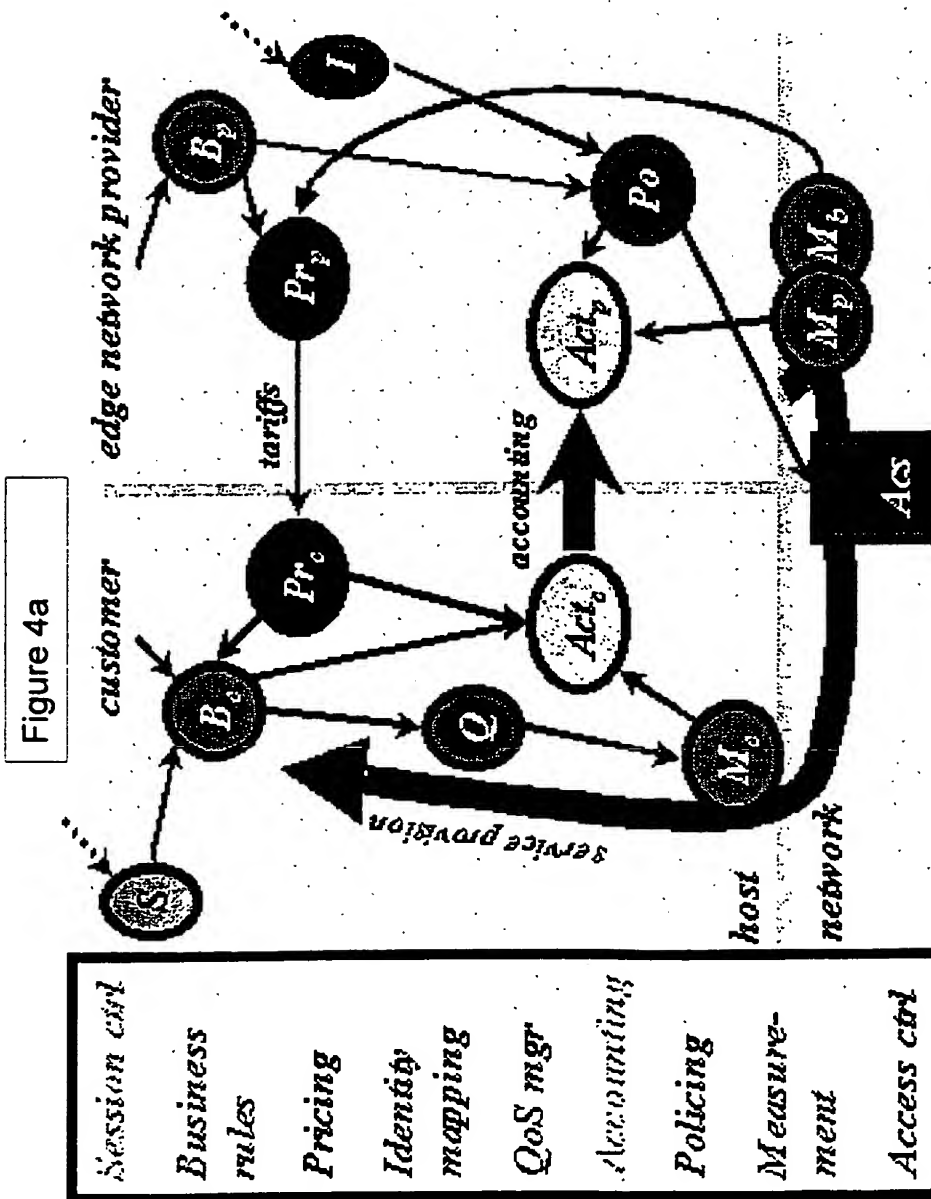 Figure 4a
customer
edge network provider
S
B_c
Pr_c
tariffs
Pr_p
B_p
I
Q
service provision
Act_c
accounting
Act_p
Po
M_c
M_p
M_b
host
network
Acs
Session ctrl
Business
rules
Pricing
Identity
mapping
QoS mgr
Accounting
Policing
Measure-
ment
Access ctrl